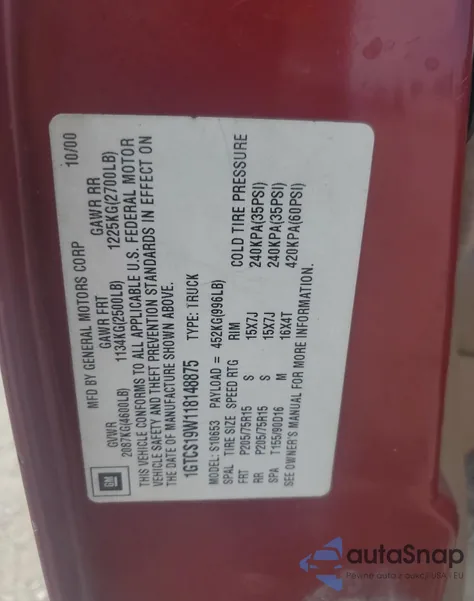 MFD BY GENERAL MOTORS CORP 10/00
GVWR GAWR FRT GAWR RR
2087KG(4600LB) 1134KG(2500LB) 1225KG(2700LB)
THIS VEHICLE CONFORMS TO ALL APPLICABLE U.S. FEDERAL MOTOR
VEHICLE SAFETY AND THEFT PREVENTION STANDARDS IN EFFECT ON
THE DATE OF MANUFACTURE SHOWN ABOVE.
1GTCS19W118148875 TYPE: TRUCK
MODEL: S10653 PAYLOAD = 452KG(996LB)
SPAL TIRE SIZE SPEED RTG RIM COLD TIRE PRESSURE
FRT P205/75R15 S 15X7J 240KPA(35PSI)
RR P205/75R15 S 15X7J 240KPA(35PSI)
SPA T155/90D16 M 16X4T 420KPA(60PSI)
SEE OWNER'S MANUAL FOR MORE INFORMATION.
GM
autoSnap